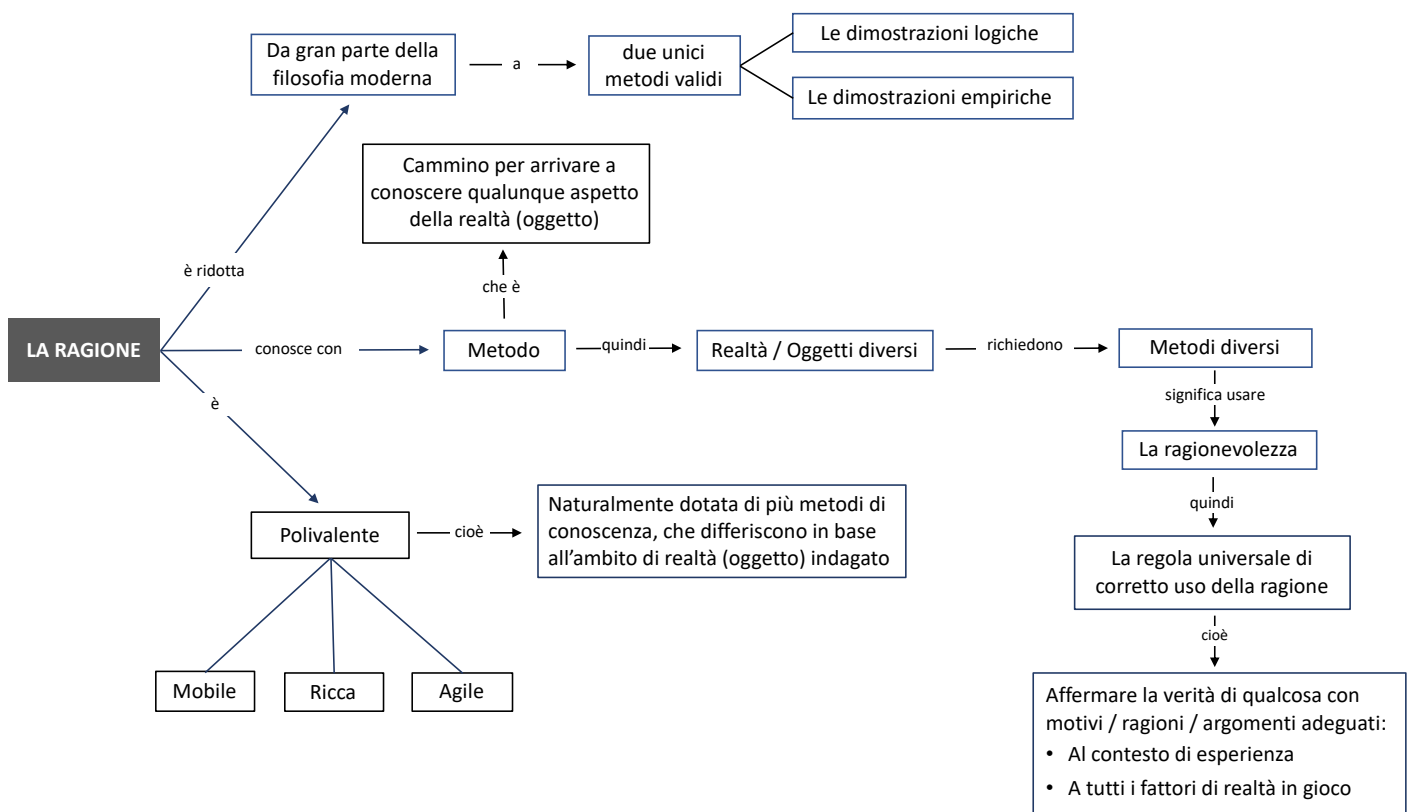 Da gran parte della
filosofia moderna
a
due unici
metodi validi
Le dimostrazioni logiche
Le dimostrazioni empiriche
Cammino per arrivare a
conoscere qualunque aspetto
della realtà (oggetto)
è ridotta
che è
LA RAGIONE
conosce con
Metodo
quindi
Realtà / Oggetti diversi
richiedono
Metodi diversi
significa usare
è
La ragionevolezza
quindi
Polivalente
cioè
Naturalmente dotata di più metodi di
conoscenza, che differiscono in base
all’ambito di realtà (oggetto) indagato
La regola universale di
corretto uso della ragione
cioè
Mobile
Ricca
Agile
Affermare la verità di qualcosa con
motivi / ragioni / argomenti adeguati:
• Al contesto di esperienza
• A tutti i fattori di realtà in gioco